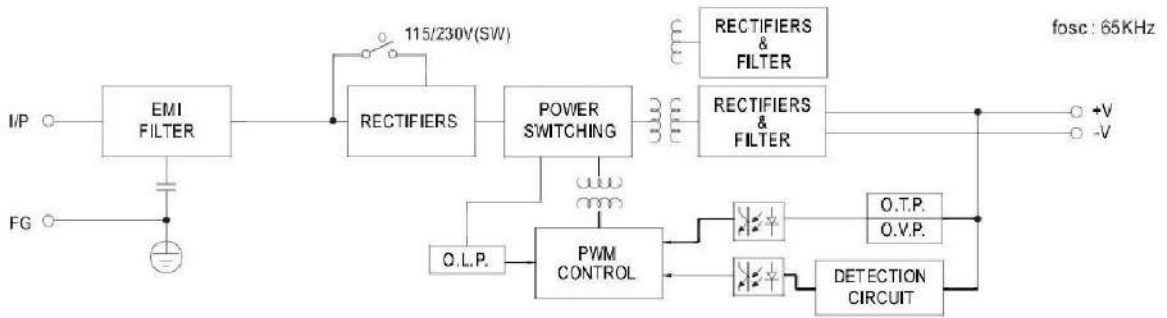 115/230V(SW)
fosc : 65KHz
RECTIFIERS
&
FILTER
I/P
EMI
FILTER
RECTIFIERS
POWER
SWITCHING
RECTIFIERS
&
FILTER
+V
-V
FG
O.L.P.
PWM
CONTROL
O.T.P.
O.V.P.
DETECTION
CIRCUIT